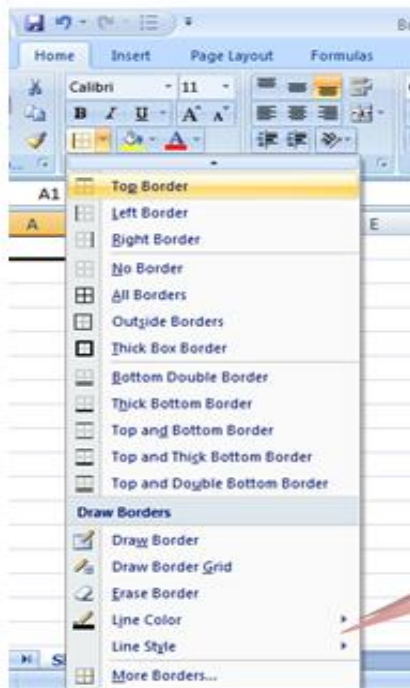 Home Insert Page Layout Formulas
Calibri 11
B I U A A
A
A1
A E
Top Border
Left Border
Right Border
No Border
All Borders
Outside Borders
Thick Box Border
Bottom Double Border
Thick Bottom Border
Top and Bottom Border
Top and Thick Bottom Border
Top and Double Bottom Border
Draw Borders
Draw Border
Draw Border Grid
Erase Border
Line Color
Line Style
More Borders...